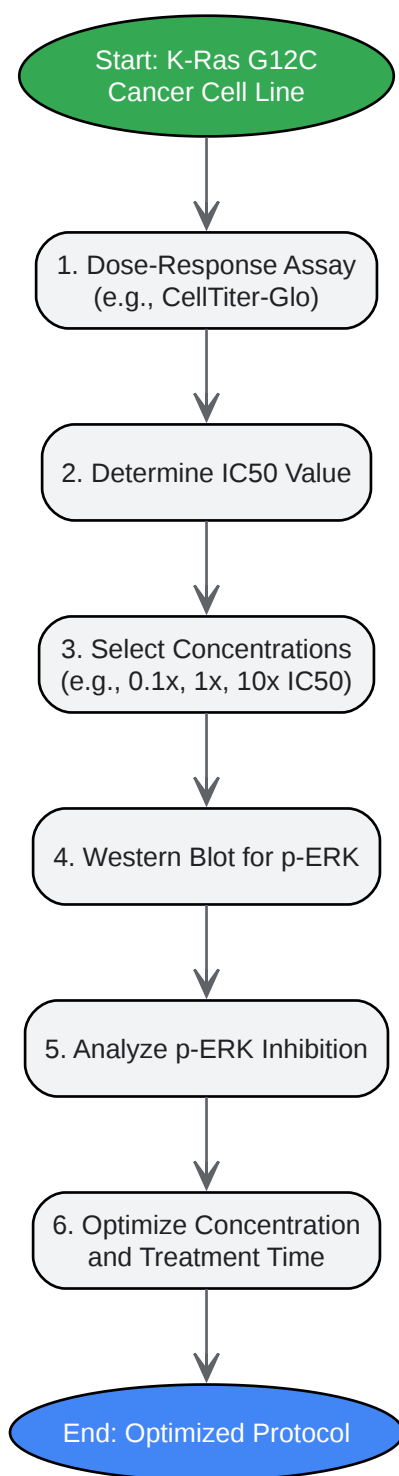 Start: K-Ras G12C
Cancer Cell Line
1. Dose-Response Assay
(e.g., CellTiter-Glo)
2. Determine IC50 Value
3. Select Concentrations
(e.g., 0.1x, 1x, 10x IC50)
4. Western Blot for p-ERK
5. Analyze p-ERK Inhibition
6. Optimize Concentration
and Treatment Time
End: Optimized Protocol